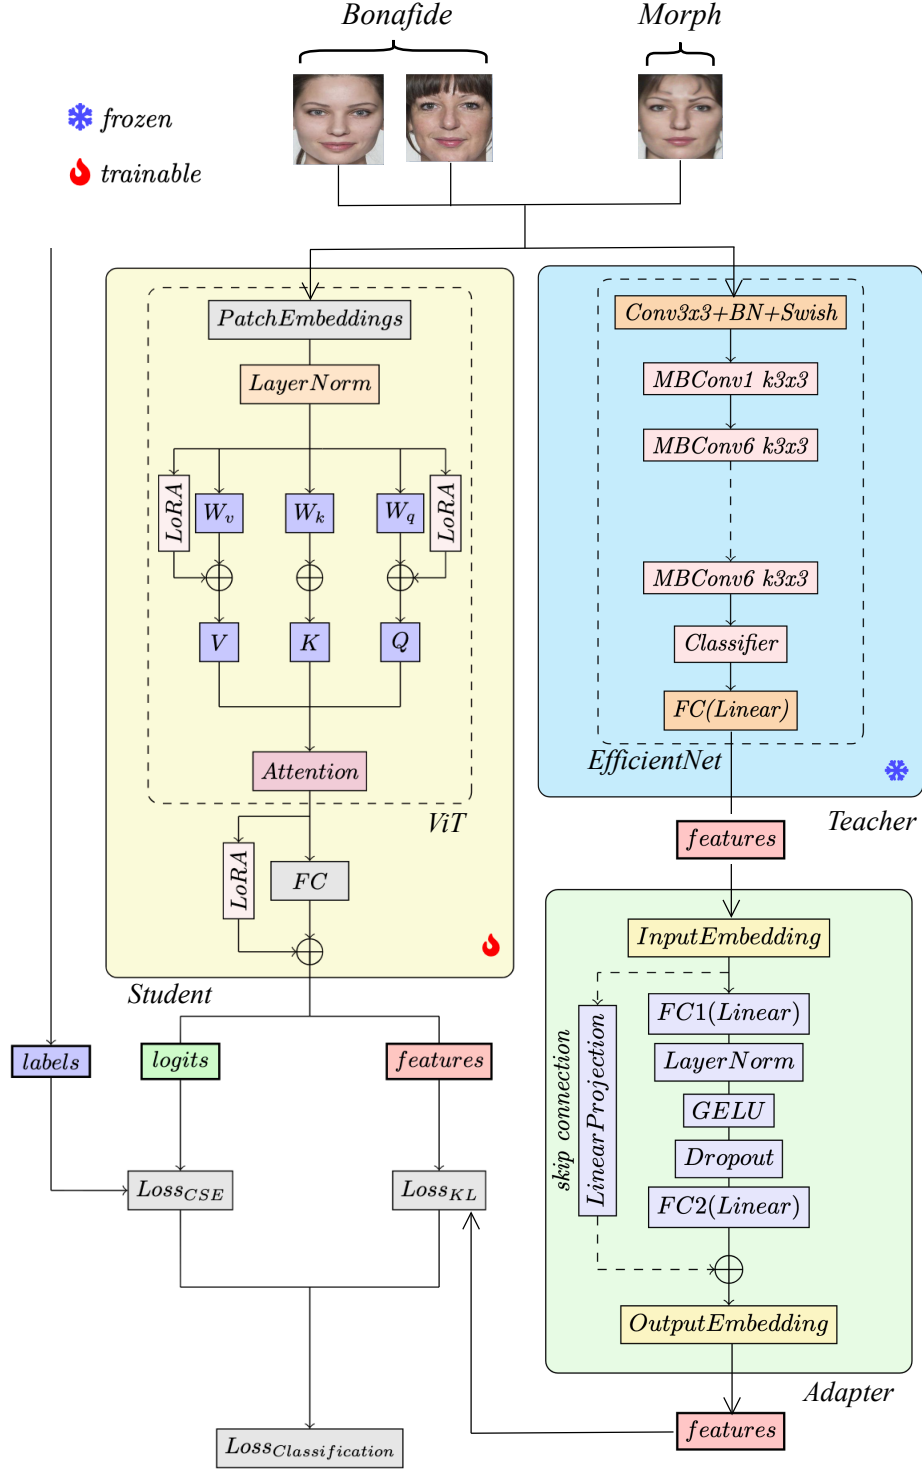 Bonafide
Morph
frozen
trainable
PatchEmbeddings
LayerNorm
LoRA
W_v
W_k
W_q
LoRA
V
K
Q
Attention
ViT
LoRA
FC
Student
Conv3x3+BN+Swish
MBConv1 k3x3
MBConv6 k3x3
MBConv6 k3x3
Classifier
FC(Linear)
EfficientNet
Teacher
features
InputEmbedding
skip connection
LinearProjection
FC1(Linear)
LayerNorm
GELU
Dropout
FC2(Linear)
OutputEmbedding
Adapter
features
labels
logits
features
Loss_CSE
Loss_KL
Loss_Classification